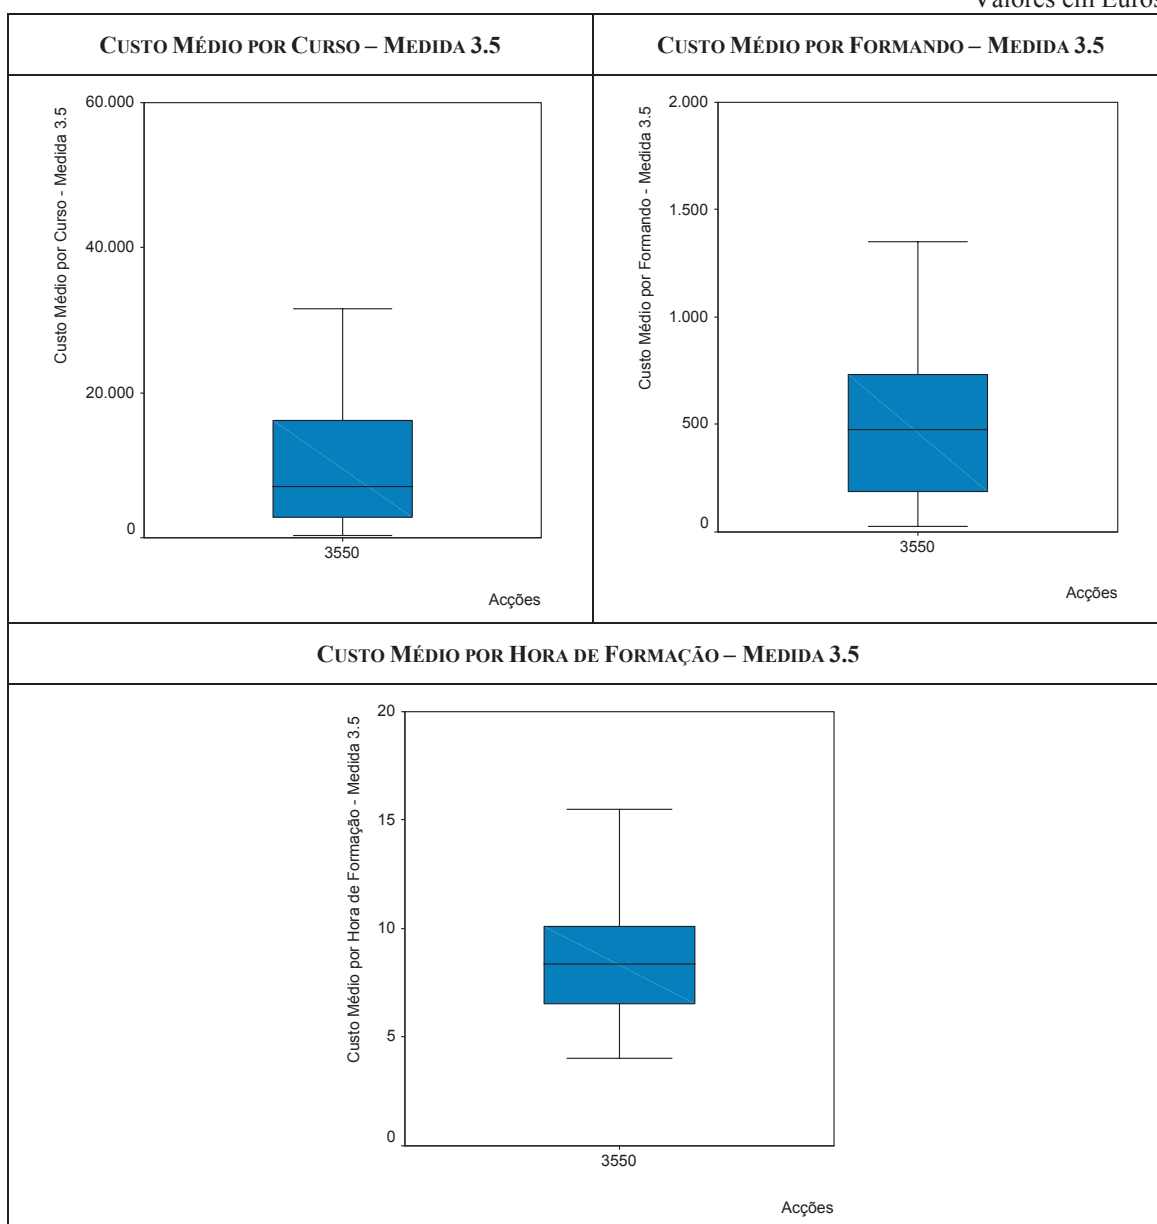 Valores em Euros
CUSTO MÉDIO POR CURSO – MEDIDA 3.5
CUSTO MÉDIO POR FORMANDO – MEDIDA 3.5
Custo Médio por Curso - Medida 3.5
60.000
40.000
20.000
0
3550
Acções
Custo Médio por Formando - Medida 3.5
2.000
1.500
1.000
500
0
3550
Acções
CUSTO MÉDIO POR HORA DE FORMAÇÃO – MEDIDA 3.5
Custo Médio por Hora de Formação - Medida 3.5
20
15
10
5
0
3550
Acções